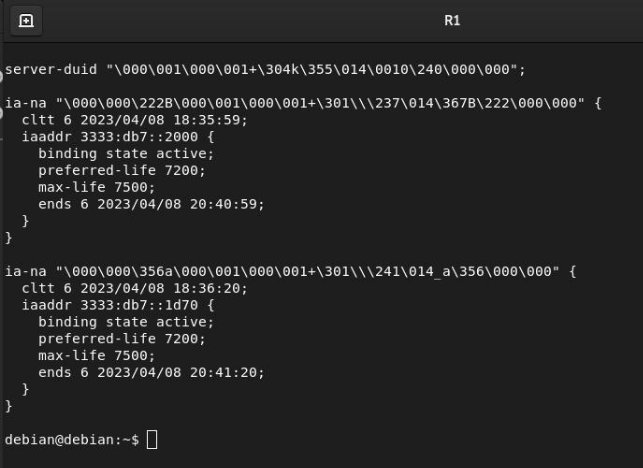 R1
server-duid "\000\001\000\001+\304k\355\014\0010\240\000\000";
ia-na "\000\000\222B\000\001\000\001+\301\\\237\014\367B\222\000\000" {
cltt 6 2023/04/08 18:35:59;
iaaddr 3333:db7::2000 {
binding state active;
preferred-life 7200;
max-life 7500;
ends 6 2023/04/08 20:40:59;
}
}
ia-na "\000\000\356a\000\001\000\001+\301\\\241\014_a\356\000\000" {
cltt 6 2023/04/08 18:36:20;
iaaddr 3333:db7::1d70 {
binding state active;
preferred-life 7200;
max-life 7500;
ends 6 2023/04/08 20:41:20;
}
}
debian@debian:~$